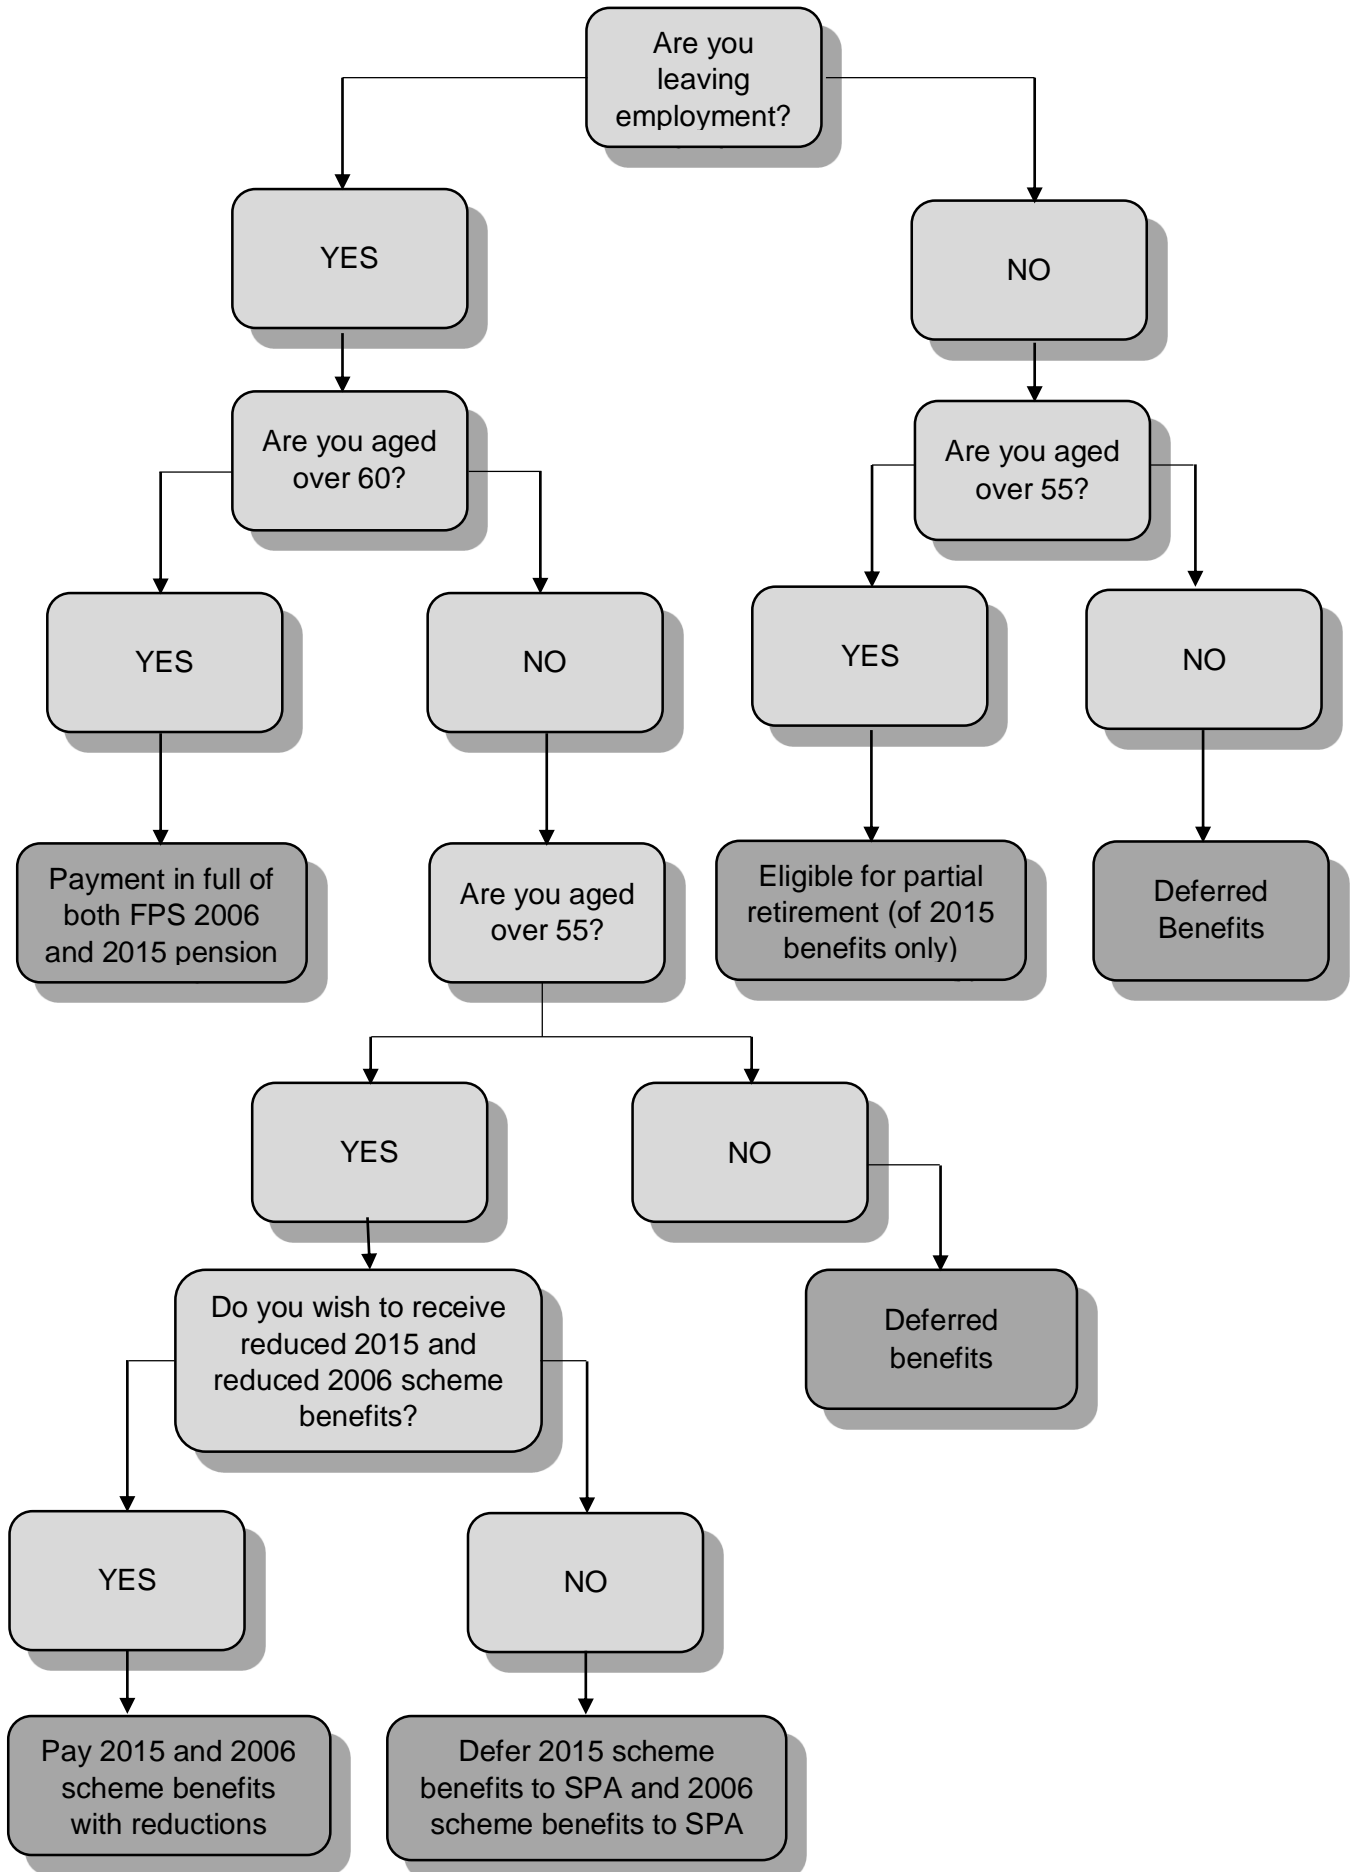 Are you
leaving
employment?
YES
NO
Are you aged
over 60?
Are you aged
over 55?
YES
NO
YES
NO
Payment in full of
both FPS 2006
and 2015 pension
Are you aged
over 55?
Eligible for partial
retirement (of 2015
benefits only)
Deferred
Benefits
YES
NO
Do you wish to receive
reduced 2015 and
reduced 2006 scheme
benefits?
Deferred
benefits
YES
NO
Pay 2015 and 2006
scheme benefits
with reductions
Defer 2015 scheme
benefits to SPA and 2006
scheme benefits to SPA